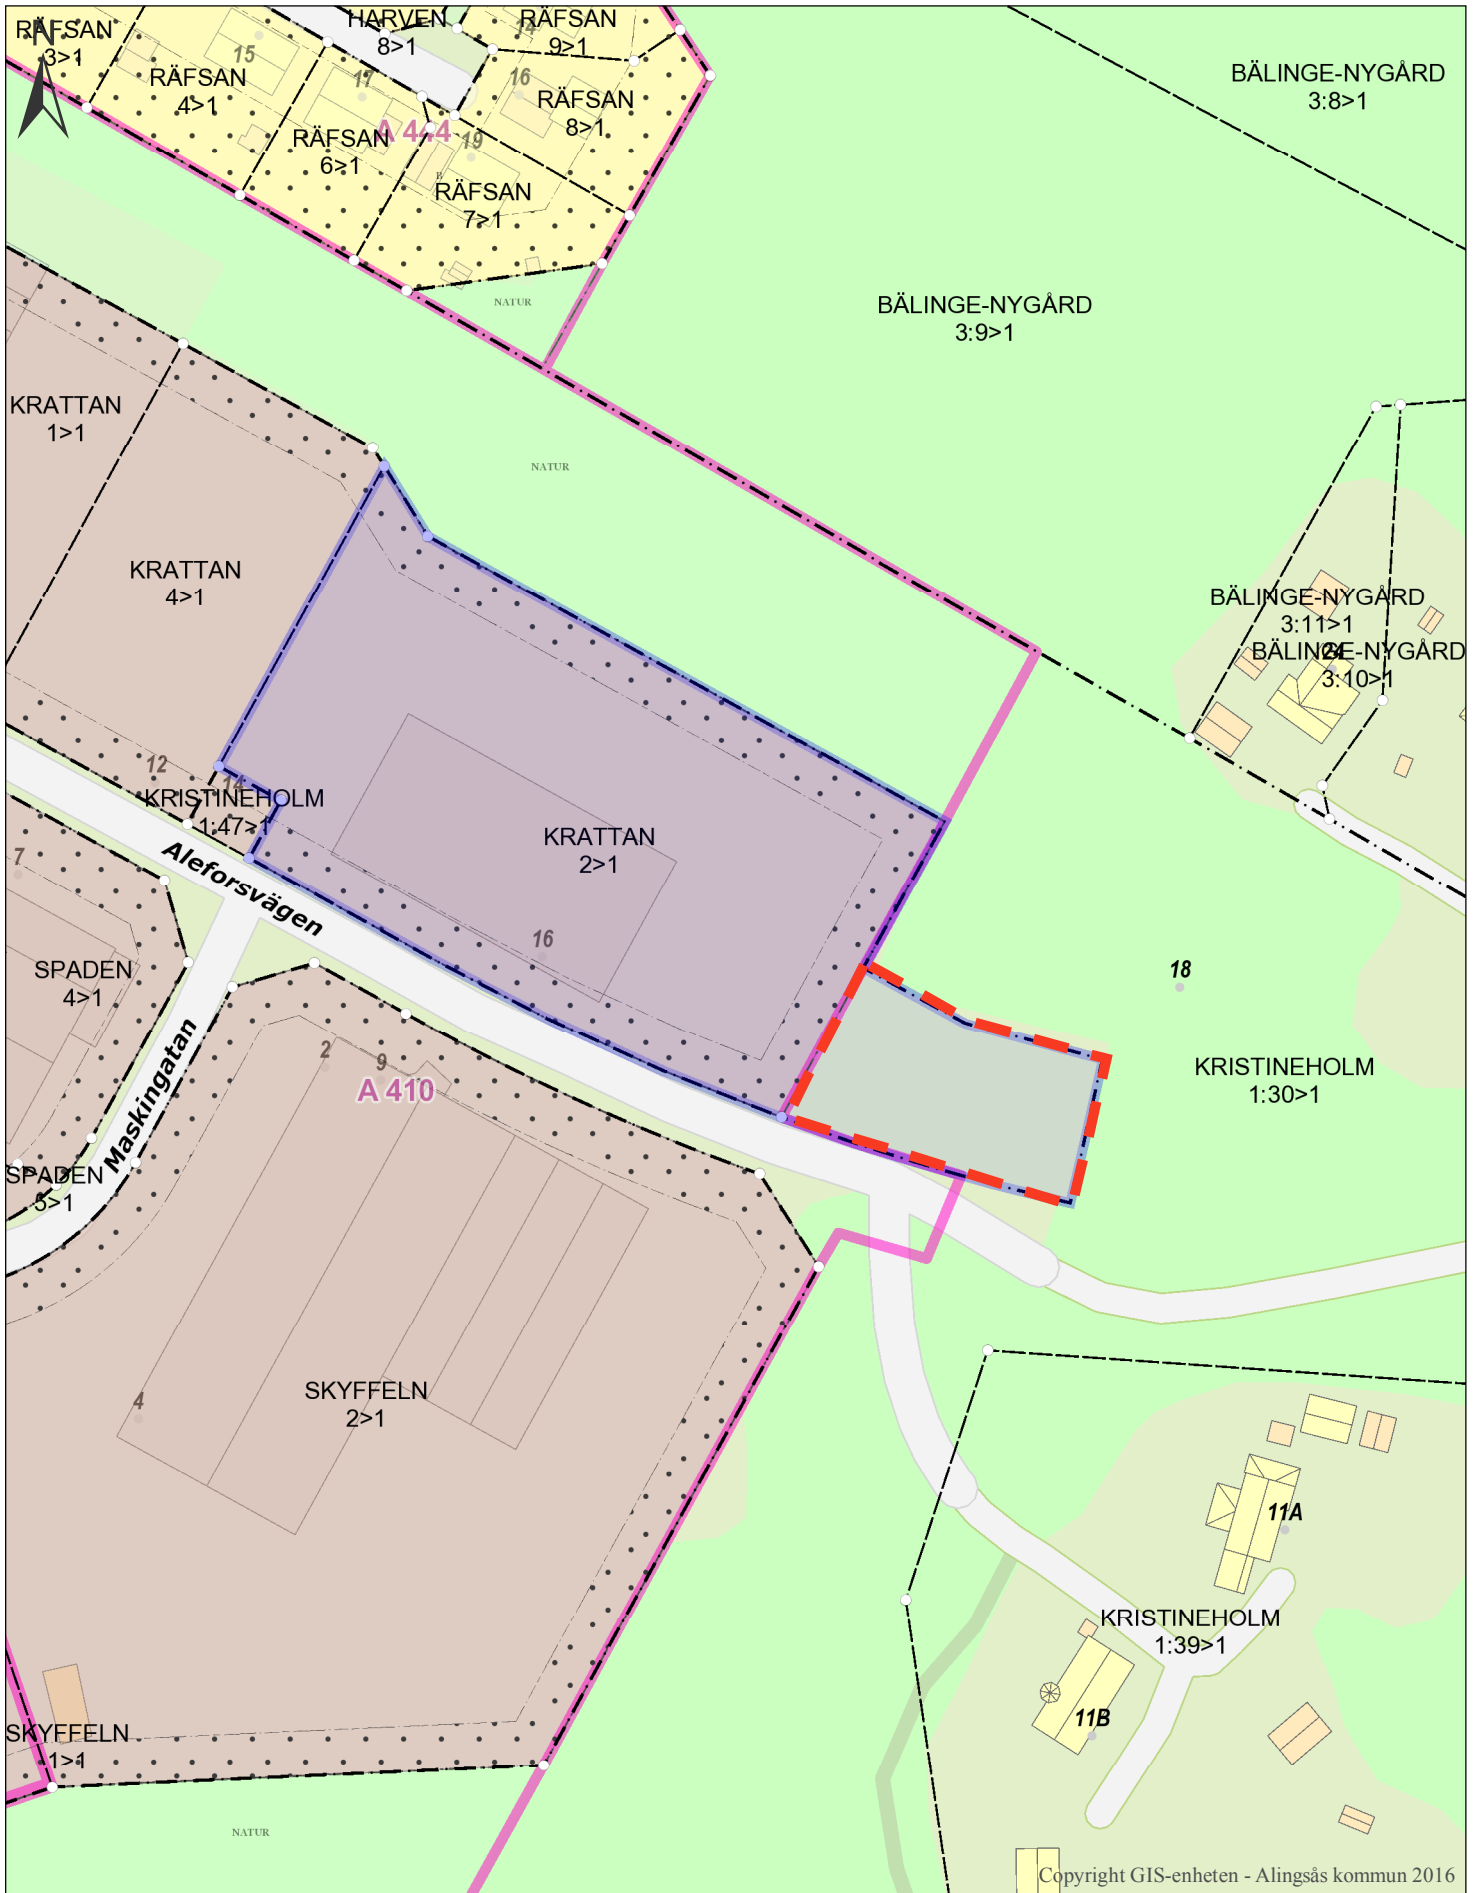 RÄFSAN
3>1
N
15
RÄFSAN
4>1
HARVEN
8>1
14
RÄFSAN
9>1
17
16
RÄFSAN
8>1
RÄFSAN
6>1
A 444
19
B
RÄFSAN
7>1
BÄLINGE-NYGÅRD
3:8>1
NATUR
BÄLINGE-NYGÅRD
3:9>1
KRATTAN
1>1
NATUR
KRATTAN
4>1
BÄLINGE-NYGÅRD
3:11>1
BÄLINGE-NYGÅRD
3:10>1
12
14
KRISTINEHOLM
1:47>1
KRATTAN
2>1
7
Aleforsvägen
16
SPADEN
4>1
18
2
9
A 410
KRISTINEHOLM
1:30>1
Maskingatan
SPADEN
5>1
SKYFFELN
2>1
4
11A
KRISTINEHOLM
1:39>1
11B
SKYFFELN
1>1
NATUR
Copyright GIS-enheten - Alingsås kommun 2016